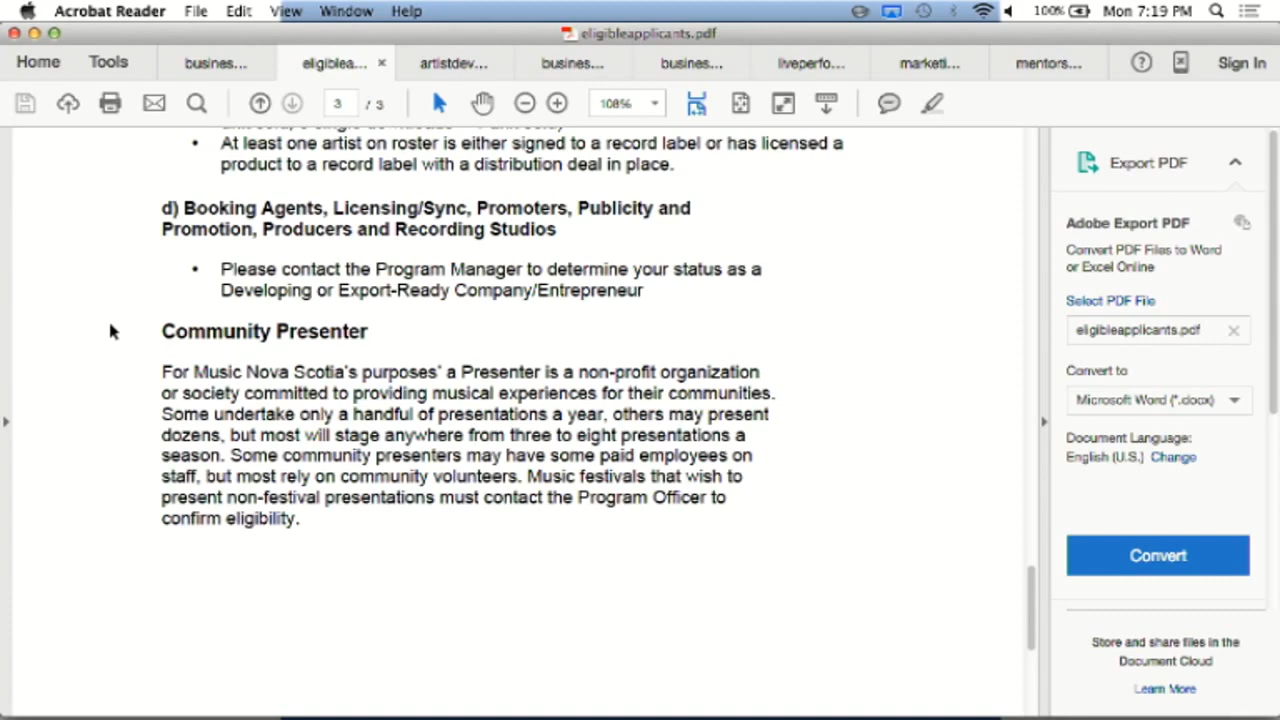 Acrobat Reader File Edit View Window Help 100% Mon 7:19 PM
eligibleapplicants.pdf
Home Tools busines... eligiblea... × artistdev... busines... busines... liveperfo... marketi... mentors... Sign In
3 / 3 108%
• At least one artist on roster is either signed to a record label or has licensed a
product to a record label with a distribution deal in place.
d) Booking Agents, Licensing/Sync, Promoters, Publicity and
Promotion, Producers and Recording Studios
• Please contact the Program Manager to determine your status as a
Developing or Export-Ready Company/Entrepreneur
Community Presenter
For Music Nova Scotia's purposes' a Presenter is a non-profit organization
or society committed to providing musical experiences for their communities.
Some undertake only a handful of presentations a year, others may present
dozens, but most will stage anywhere from three to eight presentations a
season. Some community presenters may have some paid employees on
staff, but most rely on community volunteers. Music festivals that wish to
present non-festival presentations must contact the Program Officer to
confirm eligibility.
Export PDF
Adobe Export PDF
Convert PDF Files to Word
or Excel Online
Select PDF File
eligibleapplicants.pdf
Convert to
Microsoft Word (*.docx)
Document Language:
English (U.S.) Change
Convert
Store and share files in the
Document Cloud
Learn More